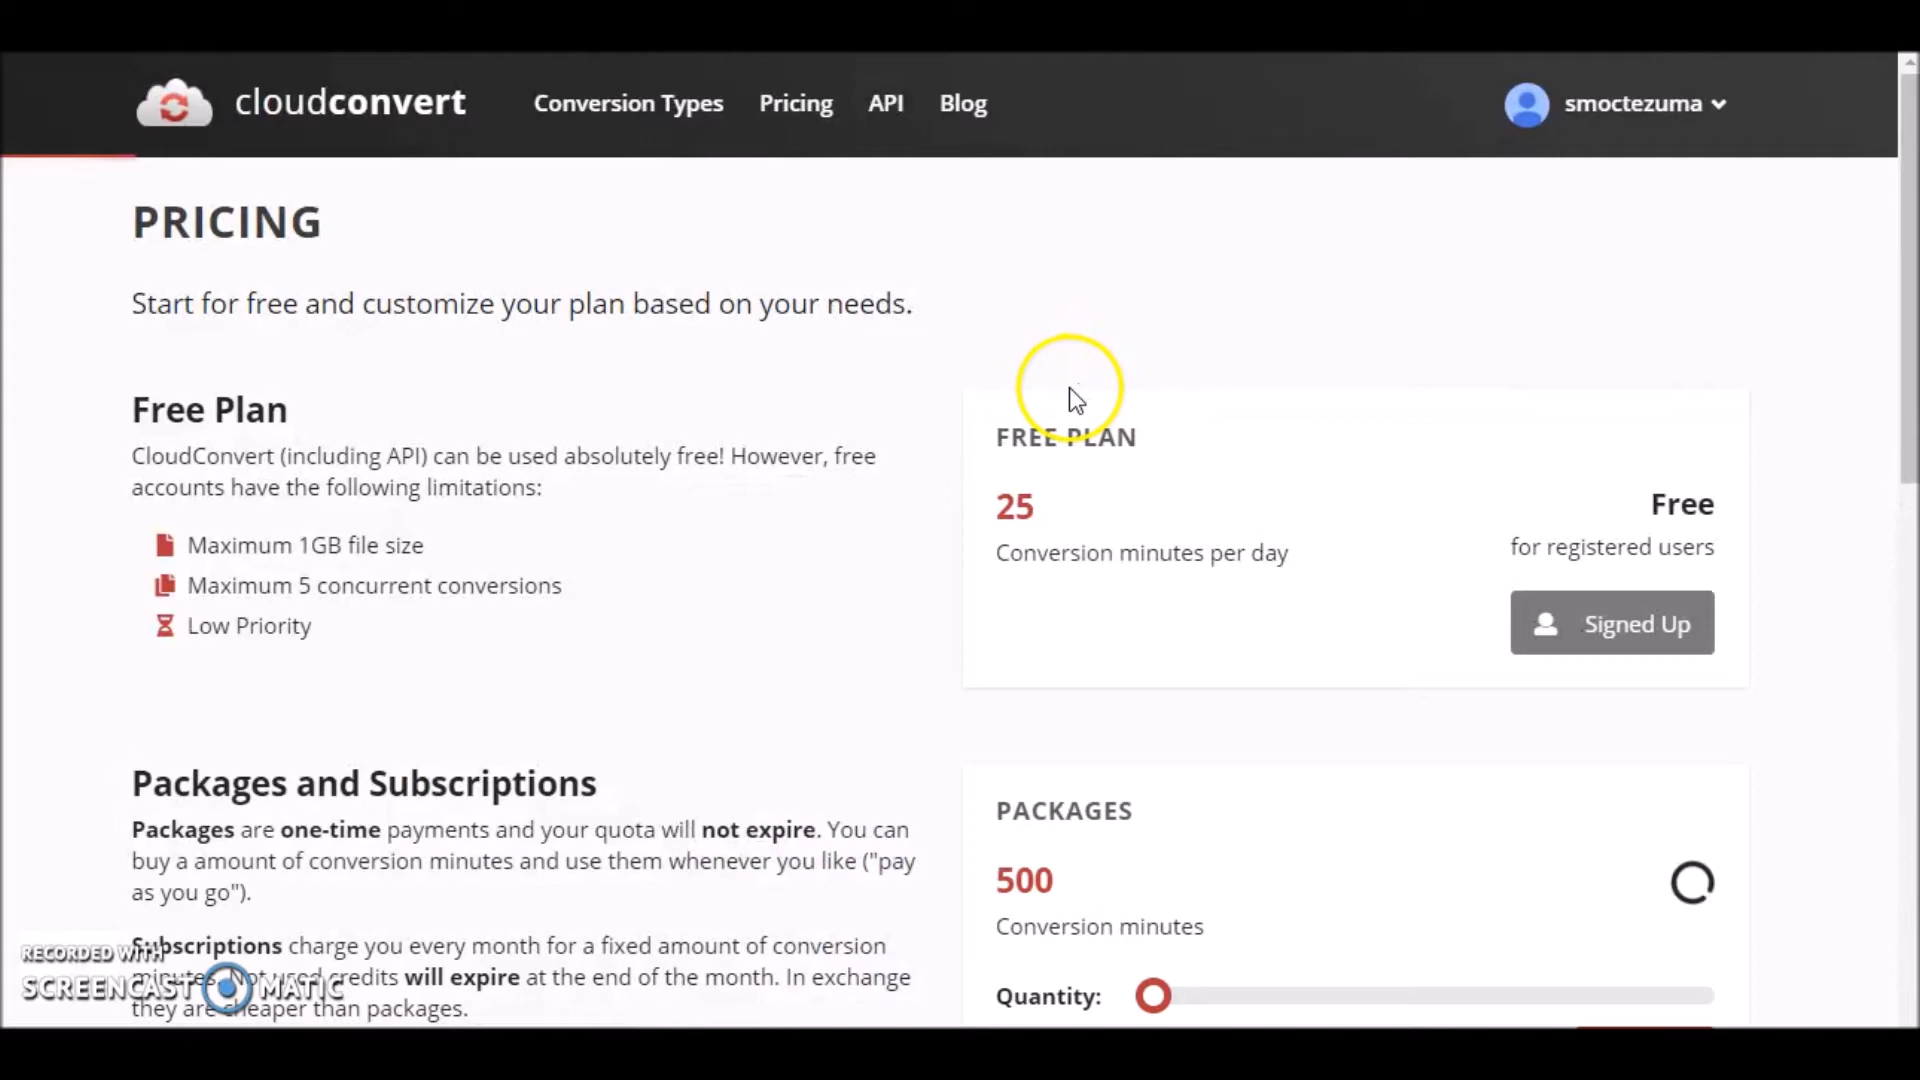 cloudconvert
Conversion Types
Pricing
API
Blog
smoctezuma
PRICING
Start for free and customize your plan based on your needs.
Free Plan
CloudConvert (including API) can be used absolutely free! However, free
accounts have the following limitations:
Maximum 1GB file size
Maximum 5 concurrent conversions
Low Priority
FREE PLAN
25
Conversion minutes per day
Free
for registered users
Signed Up
Packages and Subscriptions
Packages are one-time payments and your quota will not expire. You can
buy a amount of conversion minutes and use them whenever you like ("pay
as you go").
Subscriptions charge you every month for a fixed amount of conversion
minutes. Not used credits will expire at the end of the month. In exchange
they are cheaper than packages.
PACKAGES
500
Conversion minutes
Quantity:
RECORDED WITH
SCREENCAST MATIC